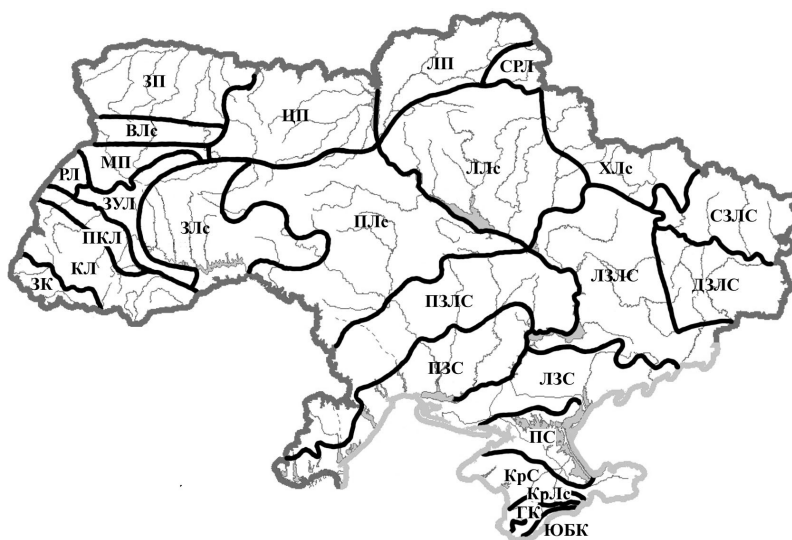 ЛП
СРЛ
ЗП
ЦП
ВЛс
МП
ЛЛс
ХЛс
РЛ
ЗУЛ
СЗЛС
ЗЛс
ПЛс
ПКЛ
КЛ
ЗК
ЛЗЛС
ДЗЛС
ПЗЛС
ПЗС
ЛЗС
ПС
КрС
КрЛс
ГК
ЮБК